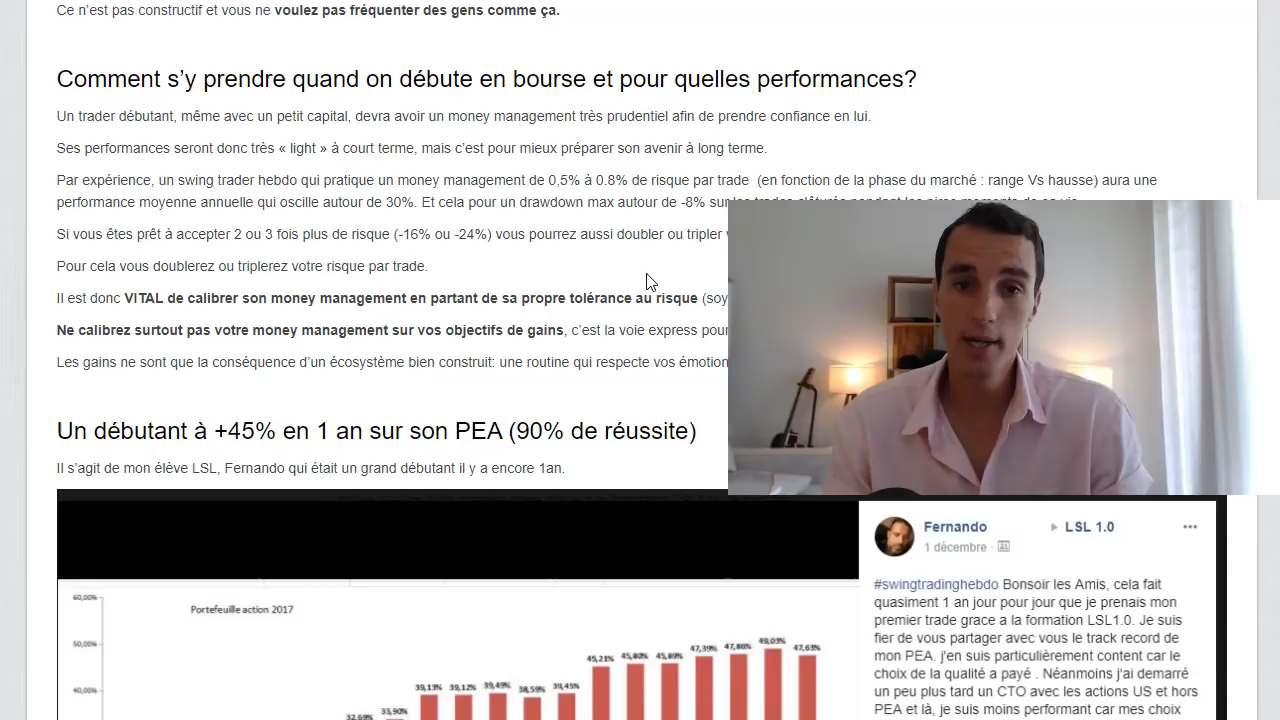 Ce n’est pas constructif et vous ne voulez pas fréquenter des gens comme ça.
Comment s’y prendre quand on débute en bourse et pour quelles performances?
Un trader débutant, même avec un petit capital, devra avoir un money management très prudentiel afin de prendre confiance en lui.
Ses performances seront donc très « light » à court terme, mais c’est pour mieux préparer son avenir à long terme.
Par expérience, un swing trader hebdo qui pratique un money management de 0,5% à 0.8% de risque par trade (en fonction de la phase du marché : range Vs hausse) aura une
performance moyenne annuelle qui oscille autour de 30%. Et cela pour un drawdown max autour de -8% sur les trades clôturés pendant les pires moments de sa vie.
Si vous êtes prêt à accepter 2 ou 3 fois plus de risque (-16% ou -24%) vous pourrez aussi doubler ou tripler
Pour cela vous doublerez ou triplerez votre risque par trade.
Il est donc VITAL de calibrer son money management en partant de sa propre tolérance au risque (soy
Ne calibrez surtout pas votre money management sur vos objectifs de gains, c’est la voie express pour
Les gains ne sont que la conséquence d’un écosystème bien construit: une routine qui respecte vos émotion
Un débutant à +45% en 1 an sur son PEA (90% de réussite)
Il s’agit de mon élève LSL, Fernando qui était un grand débutant il y a encore 1an.
Fernando LSL 1.0
1 décembre
#swingtradinghebdo Bonsoir les Amis, cela fait
quasiment 1 an jour pour jour que je prenais mon
premier trade grace a la formation LSL1.0. Je suis
fier de vous partager avec vous le track record de
mon PEA. j'en suis particulièrement content car le
choix de la qualité a payé . Néanmoins j'ai démarré
un peu plus tard un CTO avec les actions US et hors
PEA et là, je suis moins performant car mes choix
Portefeuille action 2017
60,00%
50,00%
40,00%
32,69% 33,90% 39,13% 39,12% 39,49% 38,59% 39,45% 45,21% 45,80% 45,89% 47,39% 47,86% 49,03% 47,63%